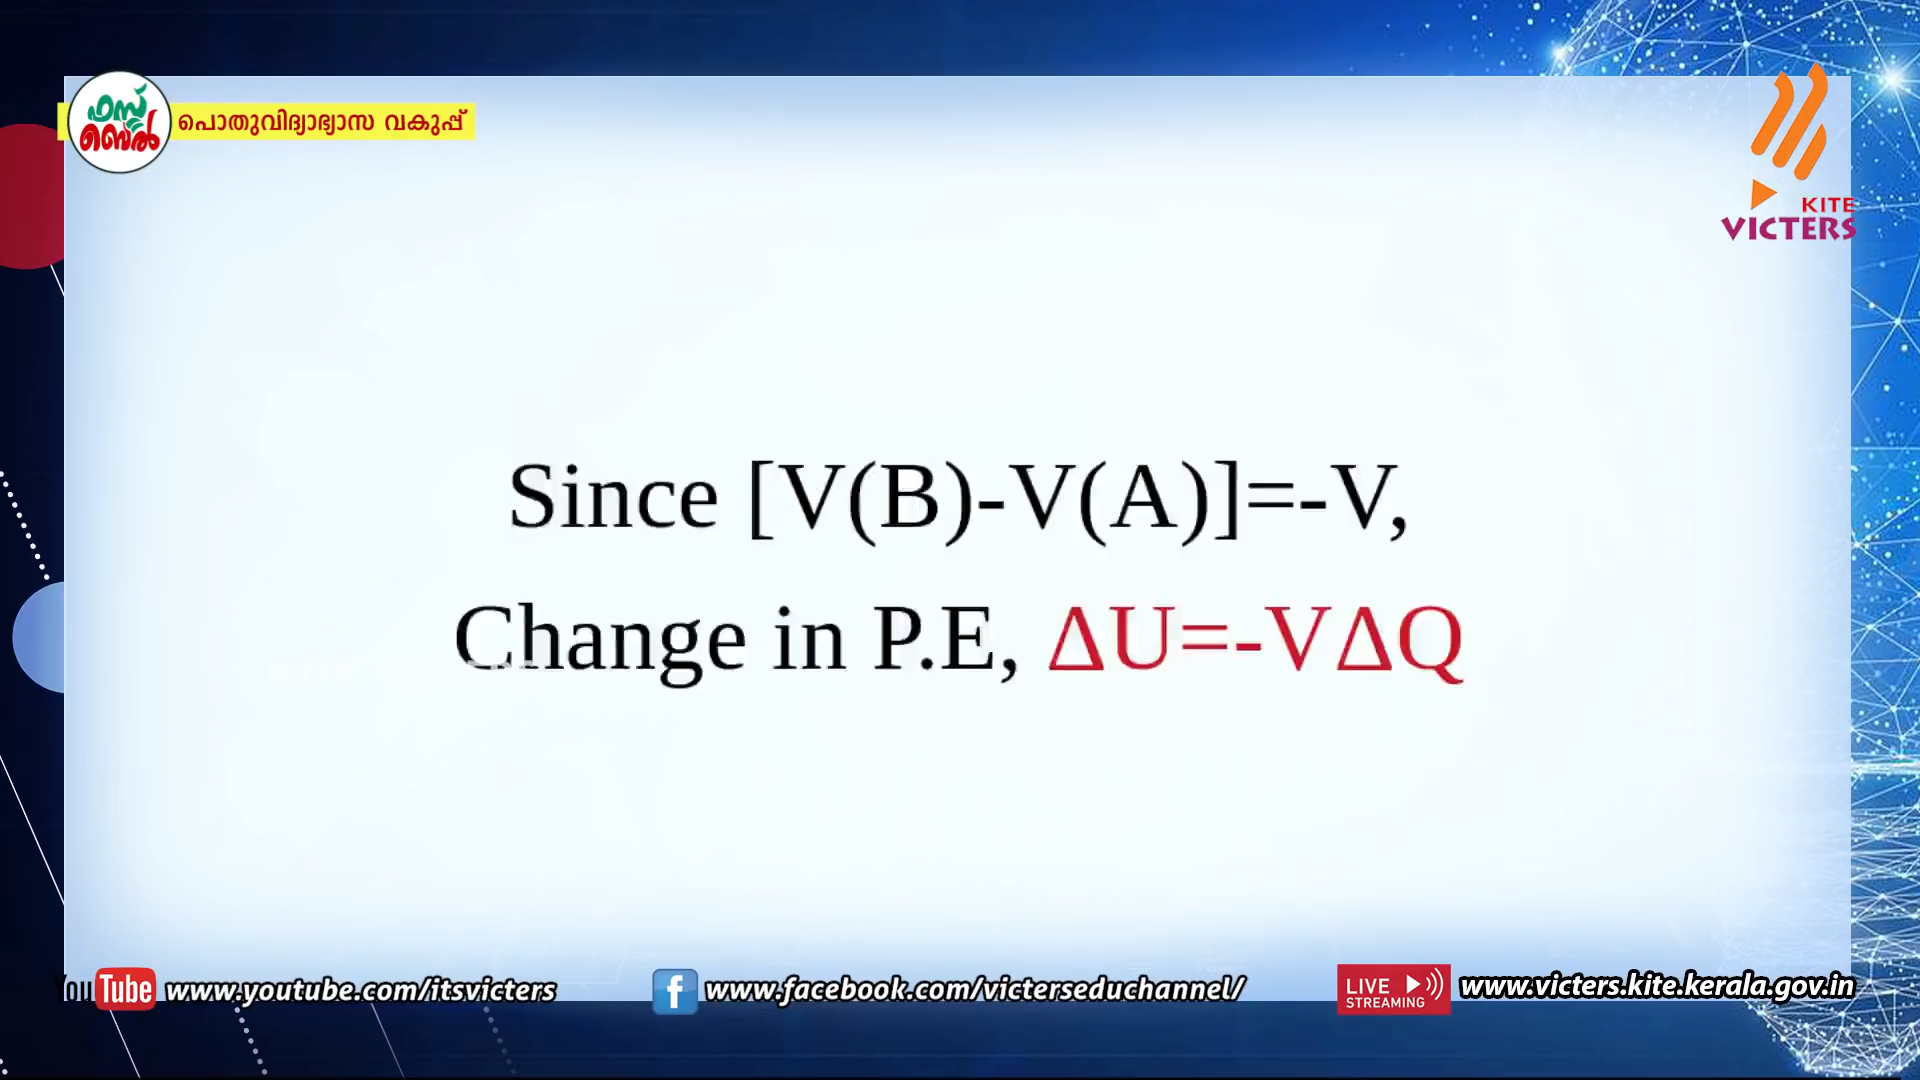 ഫസ്റ്റ്
ബെൽ
പൊതുവിദ്യാഭ്യാസ വകുപ്പ്
KITE
VICTERS
Since [V(B)-V(A)]=-V,
Change in P.E, ΔU=-VΔQ
YouTube www.youtube.com/itsvicters
f www.facebook.com/victerseduchannel/
LIVE STREAMING www.victers.kite.kerala.gov.in